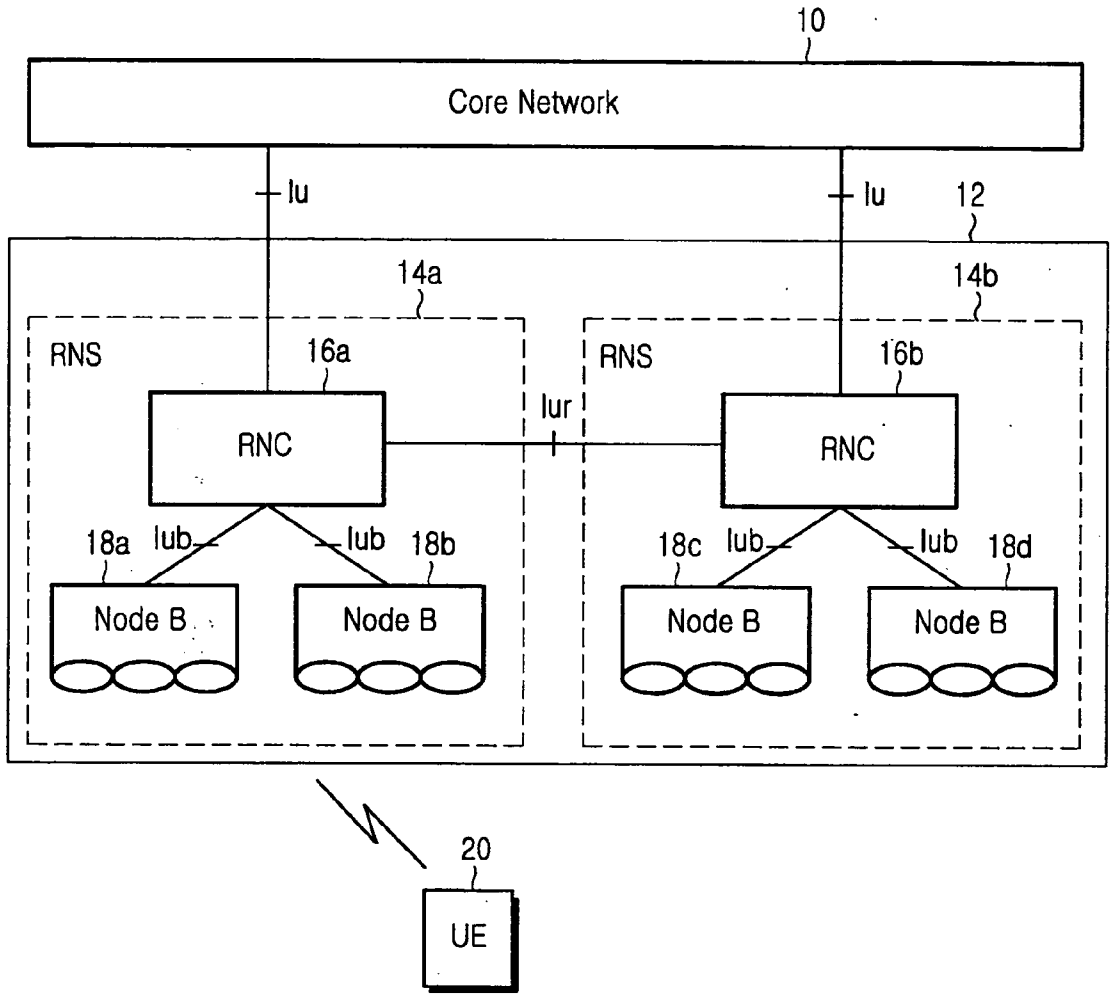 10
Core Network
Iu
Iu
12
14a
14b
RNS
16a
RNS
16b
RNC
Iur
RNC
18a
Iub
Iub
18b
18c
Iub
Iub
18d
Node B
Node B
Node B
Node B
20
UE